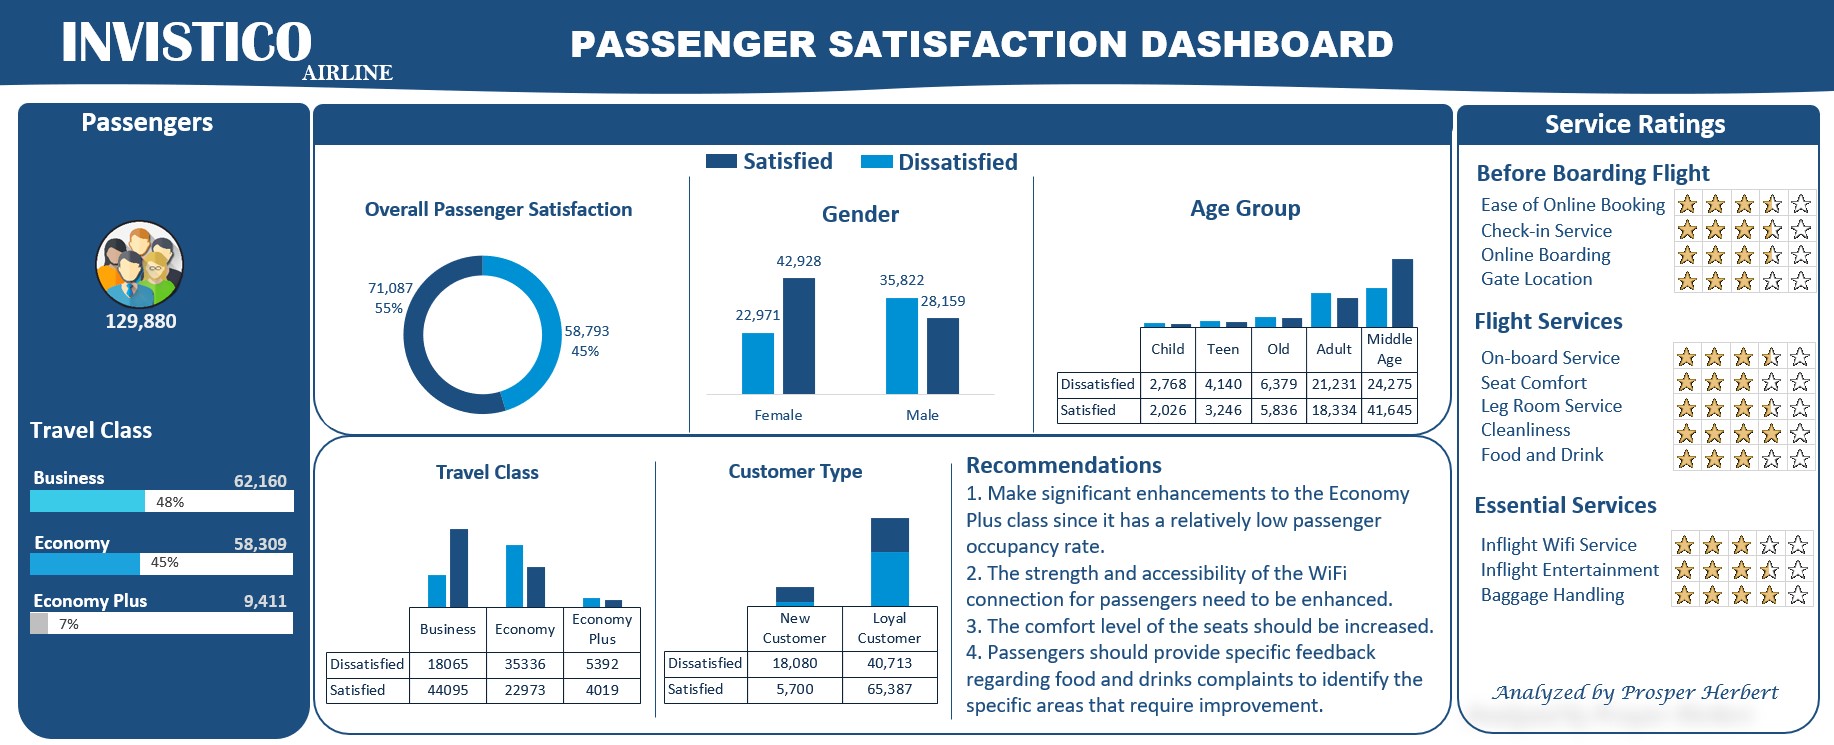 INVISTICO
AIRLINE
PASSENGER SATISFACTION DASHBOARD
Passengers
129,880
Travel Class
Business 62,160
48%
Economy 58,309
45%
Economy Plus 9,411
7%
Satisfied Dissatisfied
Overall Passenger Satisfaction
71,087
55%
58,793
45%
Gender
22,971
42,928
35,822
28,159
Female Male
Age Group
Child Teen Old Adult Middle Age
Dissatisfied 2,768 4,140 6,379 21,231 24,275
Satisfied 2,026 3,246 5,836 18,334 41,645
Travel Class
Business Economy Economy Plus
Dissatisfied 18065 35336 5392
Satisfied 44095 22973 4019
Customer Type
New Customer Loyal Customer
Dissatisfied 18,080 40,713
Satisfied 5,700 65,387
Recommendations
1. Make significant enhancements to the Economy
Plus class since it has a relatively low passenger
occupancy rate.
2. The strength and accessibility of the WiFi
connection for passengers need to be enhanced.
3. The comfort level of the seats should be increased.
4. Passengers should provide specific feedback
regarding food and drinks complaints to identify the
specific areas that require improvement.
Service Ratings
Before Boarding Flight
Ease of Online Booking
Check-in Service
Online Boarding
Gate Location
Flight Services
On-board Service
Seat Comfort
Leg Room Service
Cleanliness
Food and Drink
Essential Services
Inflight Wifi Service
Inflight Entertainment
Baggage Handling
Analyzed by Prosper Herbert